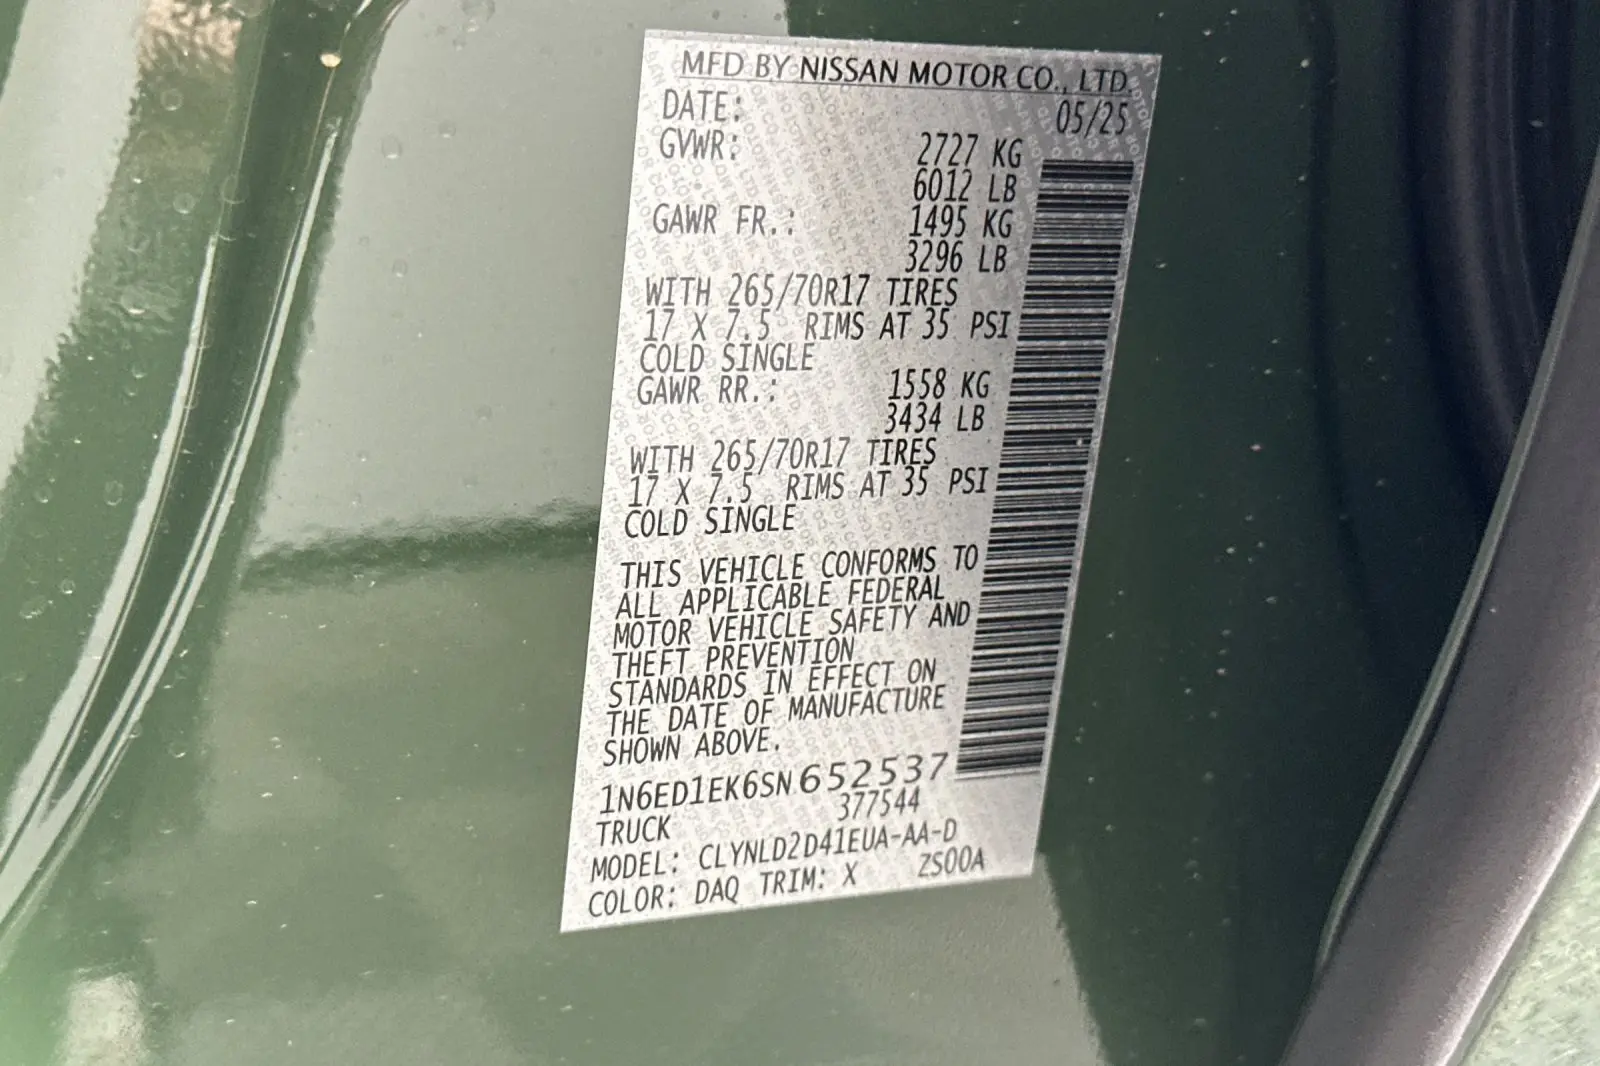 MFD BY NISSAN MOTOR CO., LTD.
DATE: 05/25
GVWR: 2727 KG
6012 LB
GAWR FR.: 1495 KG
3296 LB
WITH 265/70R17 TIRES
17 X 7.5 RIMS AT 35 PSI
COLD SINGLE
GAWR RR.: 1558 KG
3434 LB
WITH 265/70R17 TIRES
17 X 7.5 RIMS AT 35 PSI
COLD SINGLE
THIS VEHICLE CONFORMS TO
ALL APPLICABLE FEDERAL
MOTOR VEHICLE SAFETY AND
THEFT PREVENTION
STANDARDS IN EFFECT ON
THE DATE OF MANUFACTURE
SHOWN ABOVE.
1N6ED1EK6SN652537
TRUCK 377544
MODEL: CLYNLD2D41EUA-AA-D
COLOR: DAQ TRIM: X ZS00A